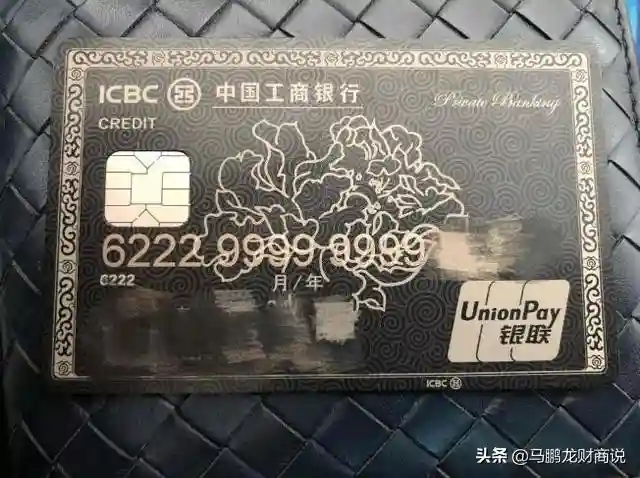 ICBC 中国工商银行
Private Banking
CREDIT
6222 9999 9999
6222
月/年
UnionPay
银联
ICBC
头条 @马鹏龙财商说